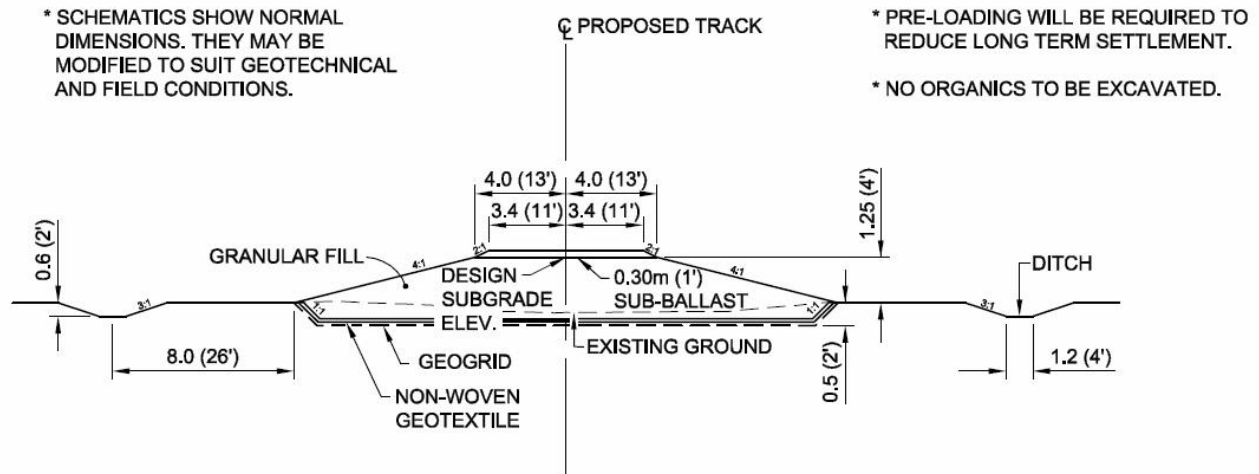 * SCHEMATICS SHOW NORMAL
DIMENSIONS. THEY MAY BE
MODIFIED TO SUIT GEOTECHNICAL
AND FIELD CONDITIONS.
℄ PROPOSED TRACK
* PRE-LOADING WILL BE REQUIRED TO
REDUCE LONG TERM SETTLEMENT.
* NO ORGANICS TO BE EXCAVATED.
4.0 (13') 4.0 (13')
3.4 (11') 3.4 (11')
1.25 (4')
0.6 (2')
2:1
2:1
GRANULAR FILL
4:1
4:1
DESIGN
SUBGRADE
ELEV.
0.30m (1')
SUB-BALLAST
DITCH
3:1
3:1
1:1
1:1
8.0 (26')
GEOGRID
EXISTING GROUND
0.5 (2')
1.2 (4')
NON-WOVEN
GEOTEXTILE